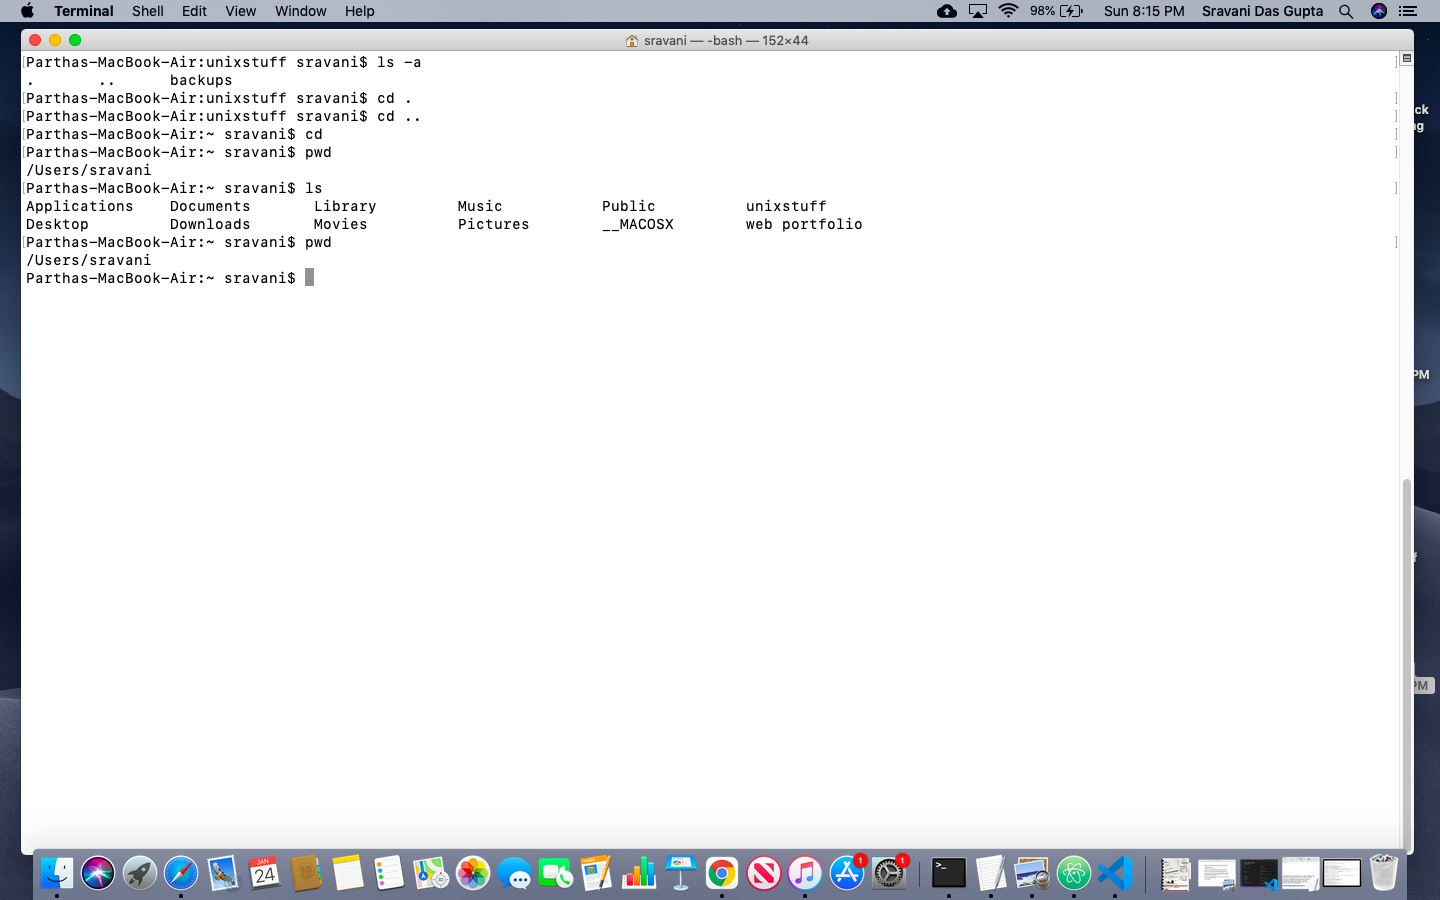 Terminal Shell Edit View Window Help 98% Sun 8:15 PM Sravani Das Gupta
sravani — -bash — 152×44
[Parthas-MacBook-Air:unixstuff sravani$ ls -a ]
. .. backups
[Parthas-MacBook-Air:unixstuff sravani$ cd . ]
[Parthas-MacBook-Air:unixstuff sravani$ cd .. ]
[Parthas-MacBook-Air:~ sravani$ cd ]
[Parthas-MacBook-Air:~ sravani$ pwd ]
/Users/sravani
[Parthas-MacBook-Air:~ sravani$ ls ]
Applications Documents Library Music Public unixstuff
Desktop Downloads Movies Pictures __MACOSX web portfolio
[Parthas-MacBook-Air:~ sravani$ pwd ]
/Users/sravani
Parthas-MacBook-Air:~ sravani$
ck
ng
PM
f
PM
JAN
24
1
1